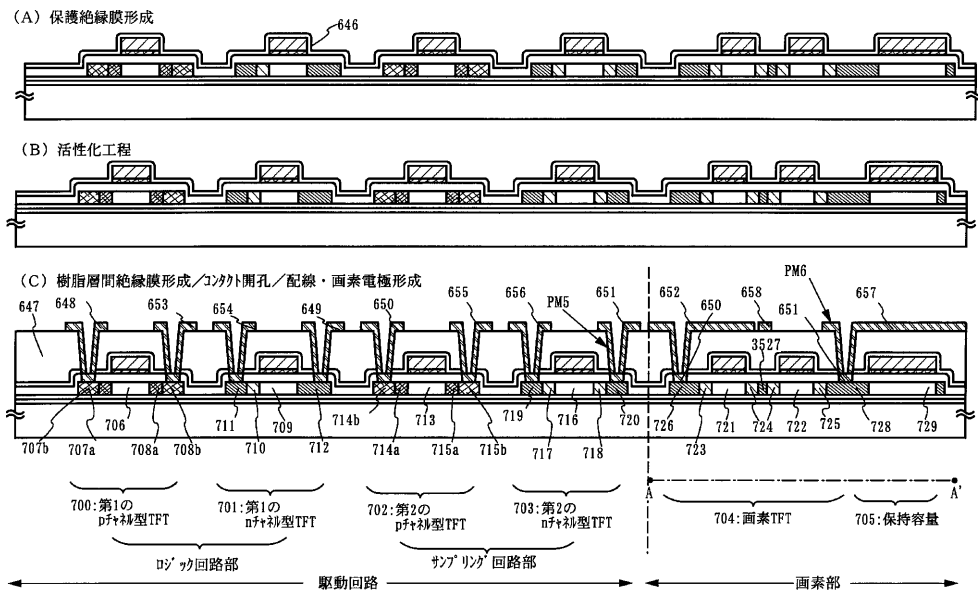 (A) 保護絶縁膜形成
646
(B) 活性化工程
(C) 樹脂層間絶縁膜形成/コンタクト開孔/配線・画素電極形成
PM6
647 648 653 654 649 650 655 656 PM5 651 652 650 658 651 657
3527
707b 706 708a 711 709 714b 713 719 716 720 726 721 722 725
707a 708b 710 712 714a 715a 715b 717 718 723 724 728 729
A A'
700:第1の
pチャネル型TFT
701:第1の
nチャネル型TFT
702:第2の
pチャネル型TFT
703:第2の
nチャネル型TFT
704:画素TFT
705:保持容量
ロジック回路部
サンプリング回路部
駆動回路
画素部